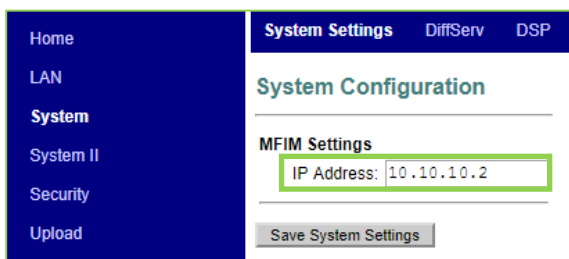 Home
LAN
System
System II
Security
Upload
System Settings DiffServ DSP
System Configuration
MFIM Settings
IP Address: 10.10.10.2
Save System Settings